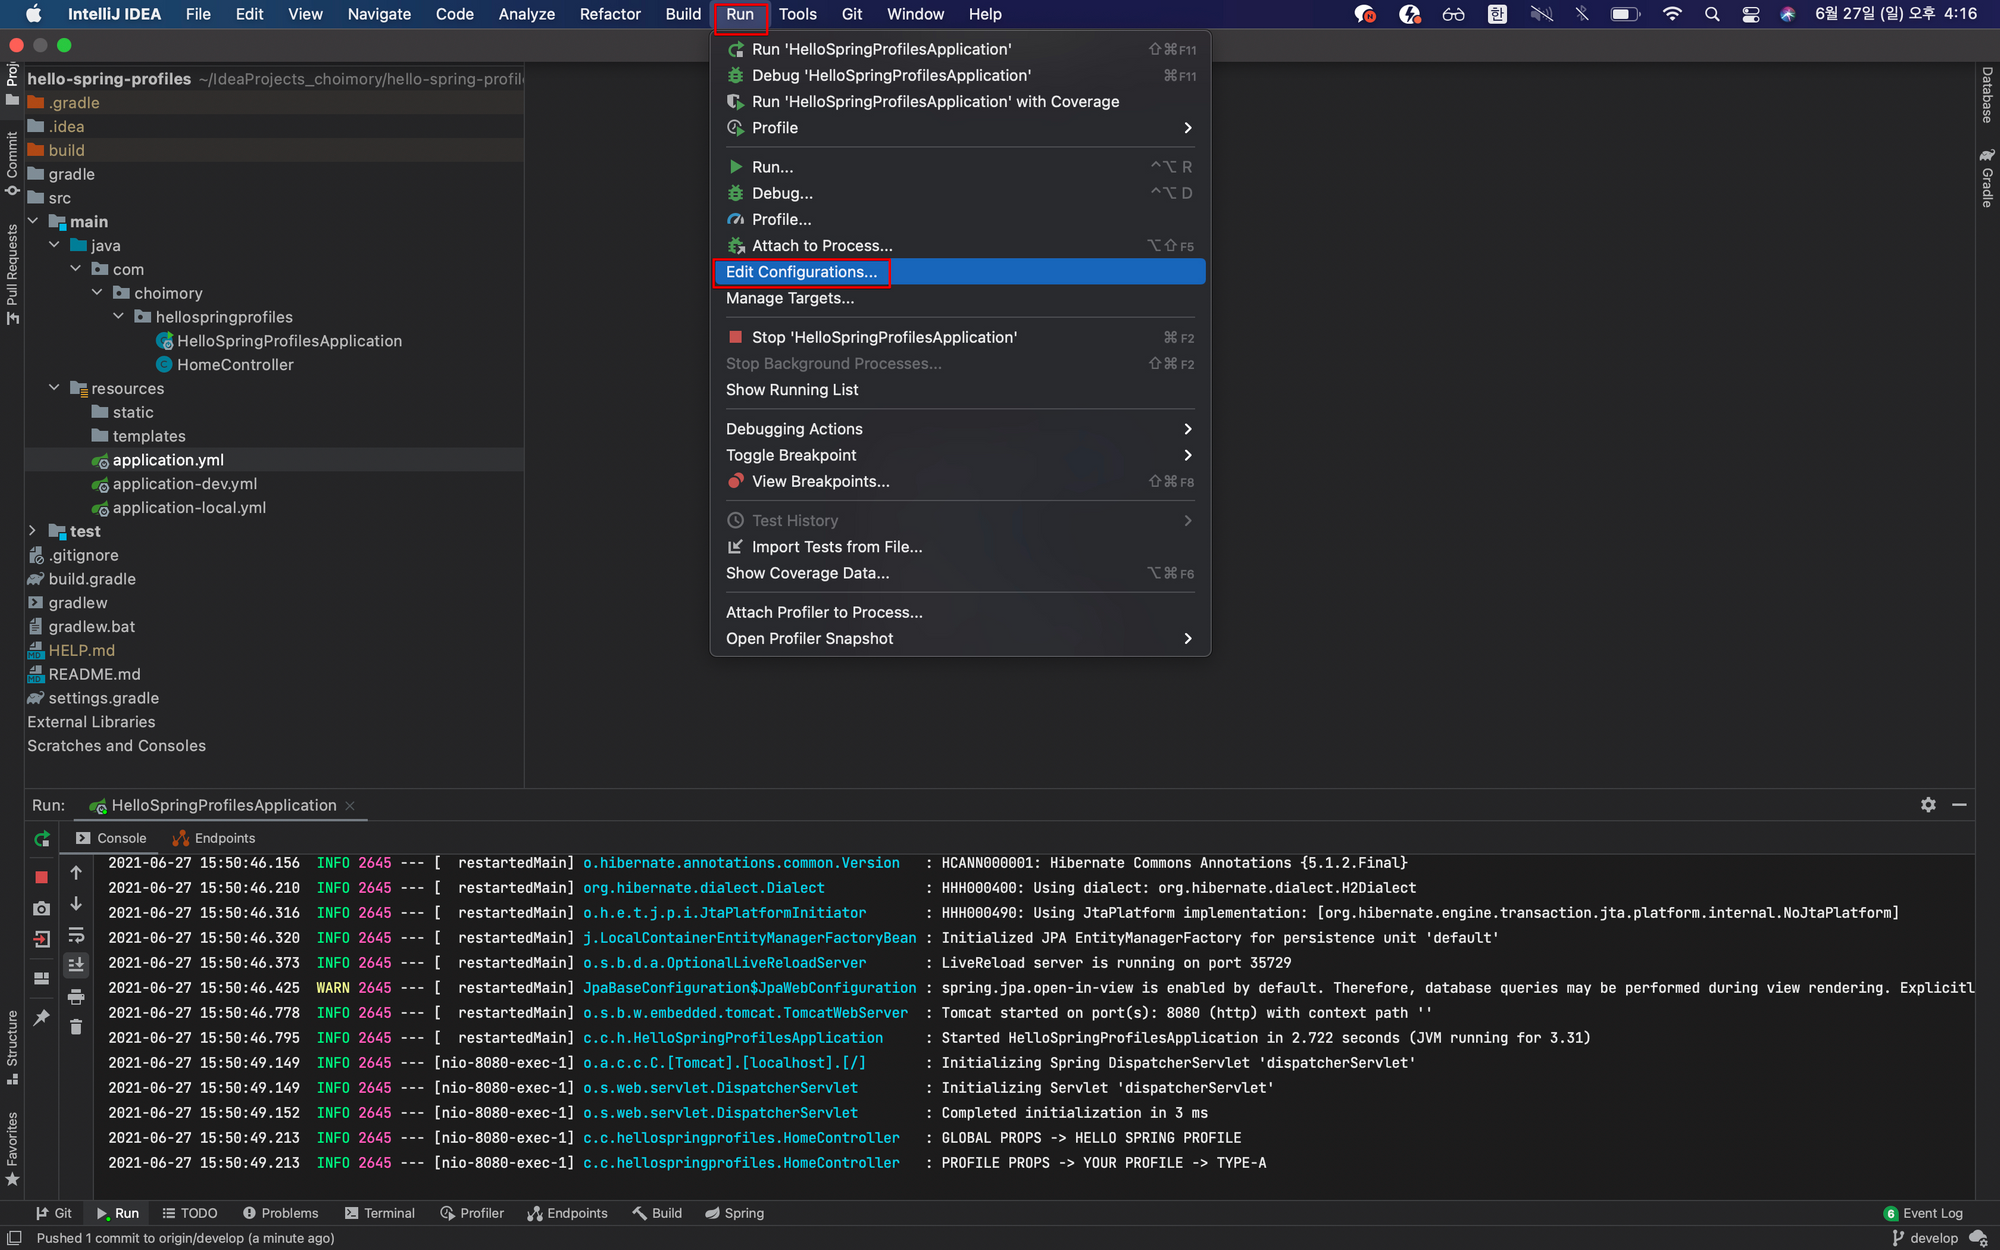 IntelliJ IDEA File Edit View Navigate Code Analyze Refactor Build Run Tools Git Window Help 한 6월 27일 (일) 오후 4:16
hello-spring-profiles ~/IdeaProjects_choimory/hello-spring-profil
.gradle
.idea
build
gradle
src
main
java
com
choimory
hellospringprofiles
HelloSpringProfilesApplication
HomeController
resources
static
templates
application.yml
application-dev.yml
application-local.yml
test
.gitignore
build.gradle
gradlew
gradlew.bat
HELP.md
README.md
settings.gradle
External Libraries
Scratches and Consoles
Run 'HelloSpringProfilesApplication' ⇧⌘F11
Debug 'HelloSpringProfilesApplication' ⌘F11
Run 'HelloSpringProfilesApplication' with Coverage
Profile
Run... ^⌥ R
Debug... ^⌥ D
Profile...
Attach to Process... ⌥⇧F5
Edit Configurations...
Manage Targets...
Stop 'HelloSpringProfilesApplication' ⌘F2
Stop Background Processes... ⇧⌘F2
Show Running List
Debugging Actions
Toggle Breakpoint
View Breakpoints... ⇧⌘F8
Test History
Import Tests from File...
Show Coverage Data... ⌥⌘F6
Attach Profiler to Process...
Open Profiler Snapshot
Proj
Commit
Pull Requests
Structure
Favorites
Database
Gradle
Run: HelloSpringProfilesApplication
Console Endpoints
2021-06-27 15:50:46.156 INFO 2645 --- [ restartedMain] o.hibernate.annotations.common.Version : HCANN000001: Hibernate Commons Annotations {5.1.2.Final}
2021-06-27 15:50:46.210 INFO 2645 --- [ restartedMain] org.hibernate.dialect.Dialect : HHH000400: Using dialect: org.hibernate.dialect.H2Dialect
2021-06-27 15:50:46.316 INFO 2645 --- [ restartedMain] o.h.e.t.j.p.i.JtaPlatformInitiator : HHH000490: Using JtaPlatform implementation: [org.hibernate.engine.transaction.jta.platform.internal.NoJtaPlatform]
2021-06-27 15:50:46.320 INFO 2645 --- [ restartedMain] j.LocalContainerEntityManagerFactoryBean : Initialized JPA EntityManagerFactory for persistence unit 'default'
2021-06-27 15:50:46.373 INFO 2645 --- [ restartedMain] o.s.b.d.a.OptionalLiveReloadServer : LiveReload server is running on port 35729
2021-06-27 15:50:46.425 WARN 2645 --- [ restartedMain] JpaBaseConfiguration$JpaWebConfiguration : spring.jpa.open-in-view is enabled by default. Therefore, database queries may be performed during view rendering. Explicitl
2021-06-27 15:50:46.778 INFO 2645 --- [ restartedMain] o.s.b.w.embedded.tomcat.TomcatWebServer : Tomcat started on port(s): 8080 (http) with context path ''
2021-06-27 15:50:46.795 INFO 2645 --- [ restartedMain] c.c.h.HelloSpringProfilesApplication : Started HelloSpringProfilesApplication in 2.722 seconds (JVM running for 3.31)
2021-06-27 15:50:49.149 INFO 2645 --- [nio-8080-exec-1] o.a.c.c.C.[Tomcat].[localhost].[/] : Initializing Spring DispatcherServlet 'dispatcherServlet'
2021-06-27 15:50:49.149 INFO 2645 --- [nio-8080-exec-1] o.s.web.servlet.DispatcherServlet : Initializing Servlet 'dispatcherServlet'
2021-06-27 15:50:49.152 INFO 2645 --- [nio-8080-exec-1] o.s.web.servlet.DispatcherServlet : Completed initialization in 3 ms
2021-06-27 15:50:49.213 INFO 2645 --- [nio-8080-exec-1] c.c.hellospringprofiles.HomeController : GLOBAL PROPS -> HELLO SPRING PROFILE
2021-06-27 15:50:49.213 INFO 2645 --- [nio-8080-exec-1] c.c.hellospringprofiles.HomeController : PROFILE PROPS -> YOUR PROFILE -> TYPE-A
Git Run TODO Problems Terminal Profiler Endpoints Build Spring 6 Event Log
Pushed 1 commit to origin/develop (a minute ago) develop